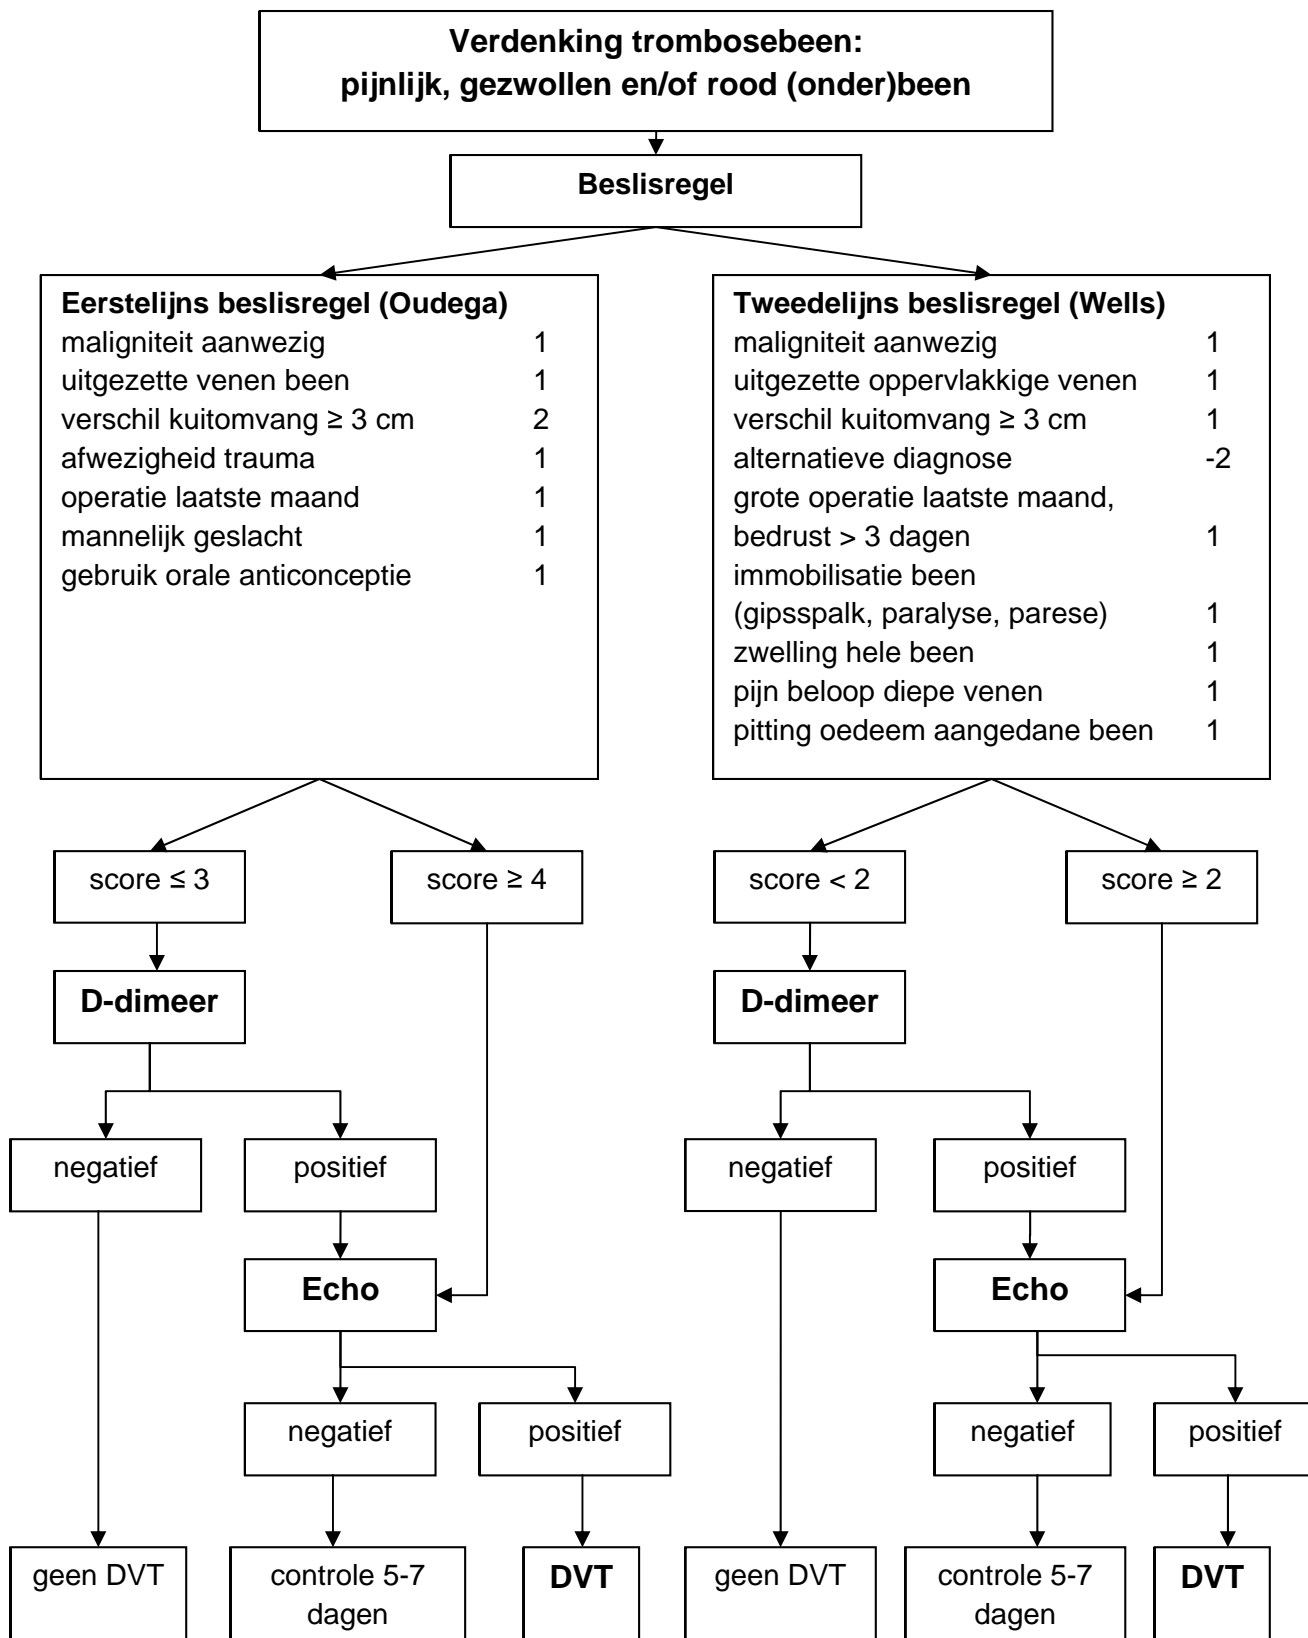 Verdenking trombosebeen:
pijnlijk, gezwollen en/of rood (onder)been
Beslisregel
Eerstelijns beslisregel (Oudega)
maligniteit aanwezig 1
uitgezette venen been 1
verschil kuitomvang ≥ 3 cm 2
afwezigheid trauma 1
operatie laatste maand 1
mannelijk geslacht 1
gebruik orale anticonceptie 1
Tweedelijns beslisregel (Wells)
maligniteit aanwezig 1
uitgezette oppervlakkige venen 1
verschil kuitomvang ≥ 3 cm 1
alternatieve diagnose -2
grote operatie laatste maand,
bedrust > 3 dagen 1
immobilisatie been
(gipsspalk, paralyse, parese) 1
zwelling hele been 1
pijn beloop diepe venen 1
pitting oedeem aangedane been 1
score ≤ 3
score ≥ 4
score < 2
score ≥ 2
D-dimeer
D-dimeer
negatief
positief
negatief
positief
Echo
Echo
negatief
positief
negatief
positief
geen DVT
controle 5-7
dagen
DVT
geen DVT
controle 5-7
dagen
DVT